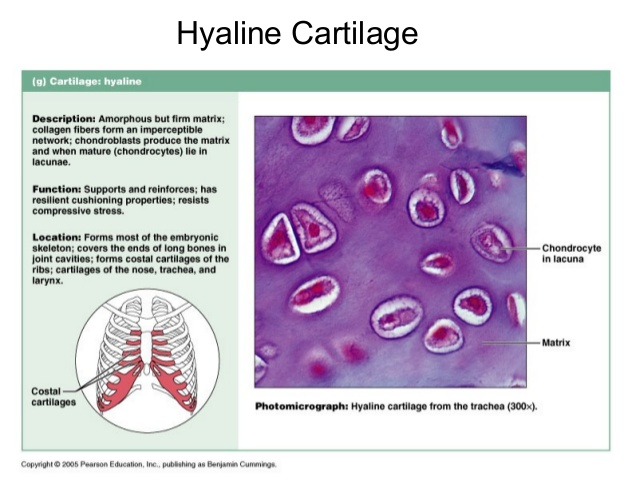 Hyaline Cartilage
(g) Cartilage: hyaline
Description: Amorphous but firm matrix;
collagen fibers form an imperceptible
network; chondroblasts produce the matrix
and when mature (chondrocytes) lie in
lacunae.
Function: Supports and reinforces; has
resilient cushioning properties; resists
compressive stress.
Location: Forms most of the embryonic
skeleton; covers the ends of long bones in
joint cavities; forms costal cartilages of the
ribs; cartilages of the nose, trachea, and
larynx.
Costal
cartilages
Chondrocyte
in lacuna
Matrix
Photomicrograph: Hyaline cartilage from the trachea (300×).
Copyright © 2005 Pearson Education, Inc., publishing as Benjamin Cummings.